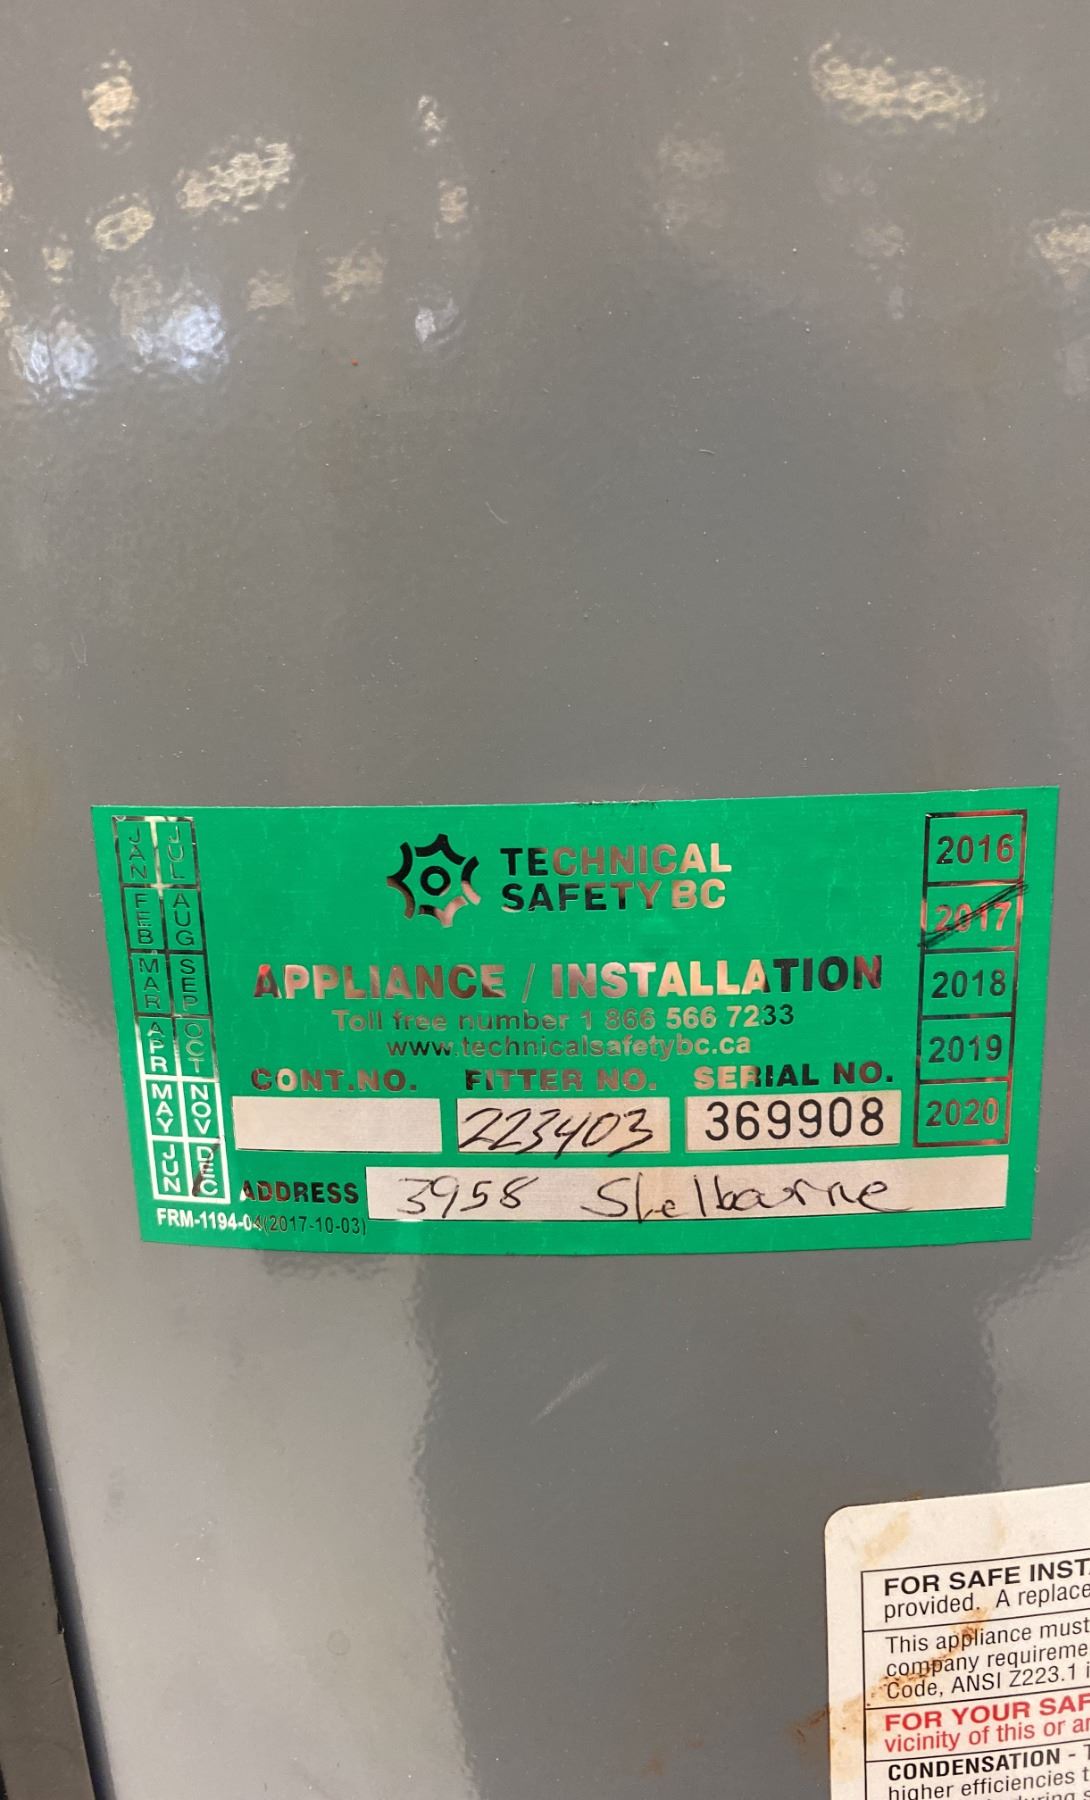 JAN JUL
FEB AUG
MAR SEP
APR OCT
MAY NOV
JUN DEC
TECHNICAL
SAFETY BC
APPLIANCE / INSTALLATION
Toll free number 1 866 566 7233
www.technicalsafetybc.ca
CONT.NO. FITTER NO. SERIAL NO.
223403 369908
ADDRESS 3958 Shelbourne
FRM-1194-04(2017-10-03)
2016
2017
2018
2019
2020
FOR SAFE INST
provided. A replace
This appliance must
company requireme
Code, ANSI Z223.1 i
FOR YOUR SAF
vicinity of this or a
CONDENSATION - T
higher efficiencies t
during s